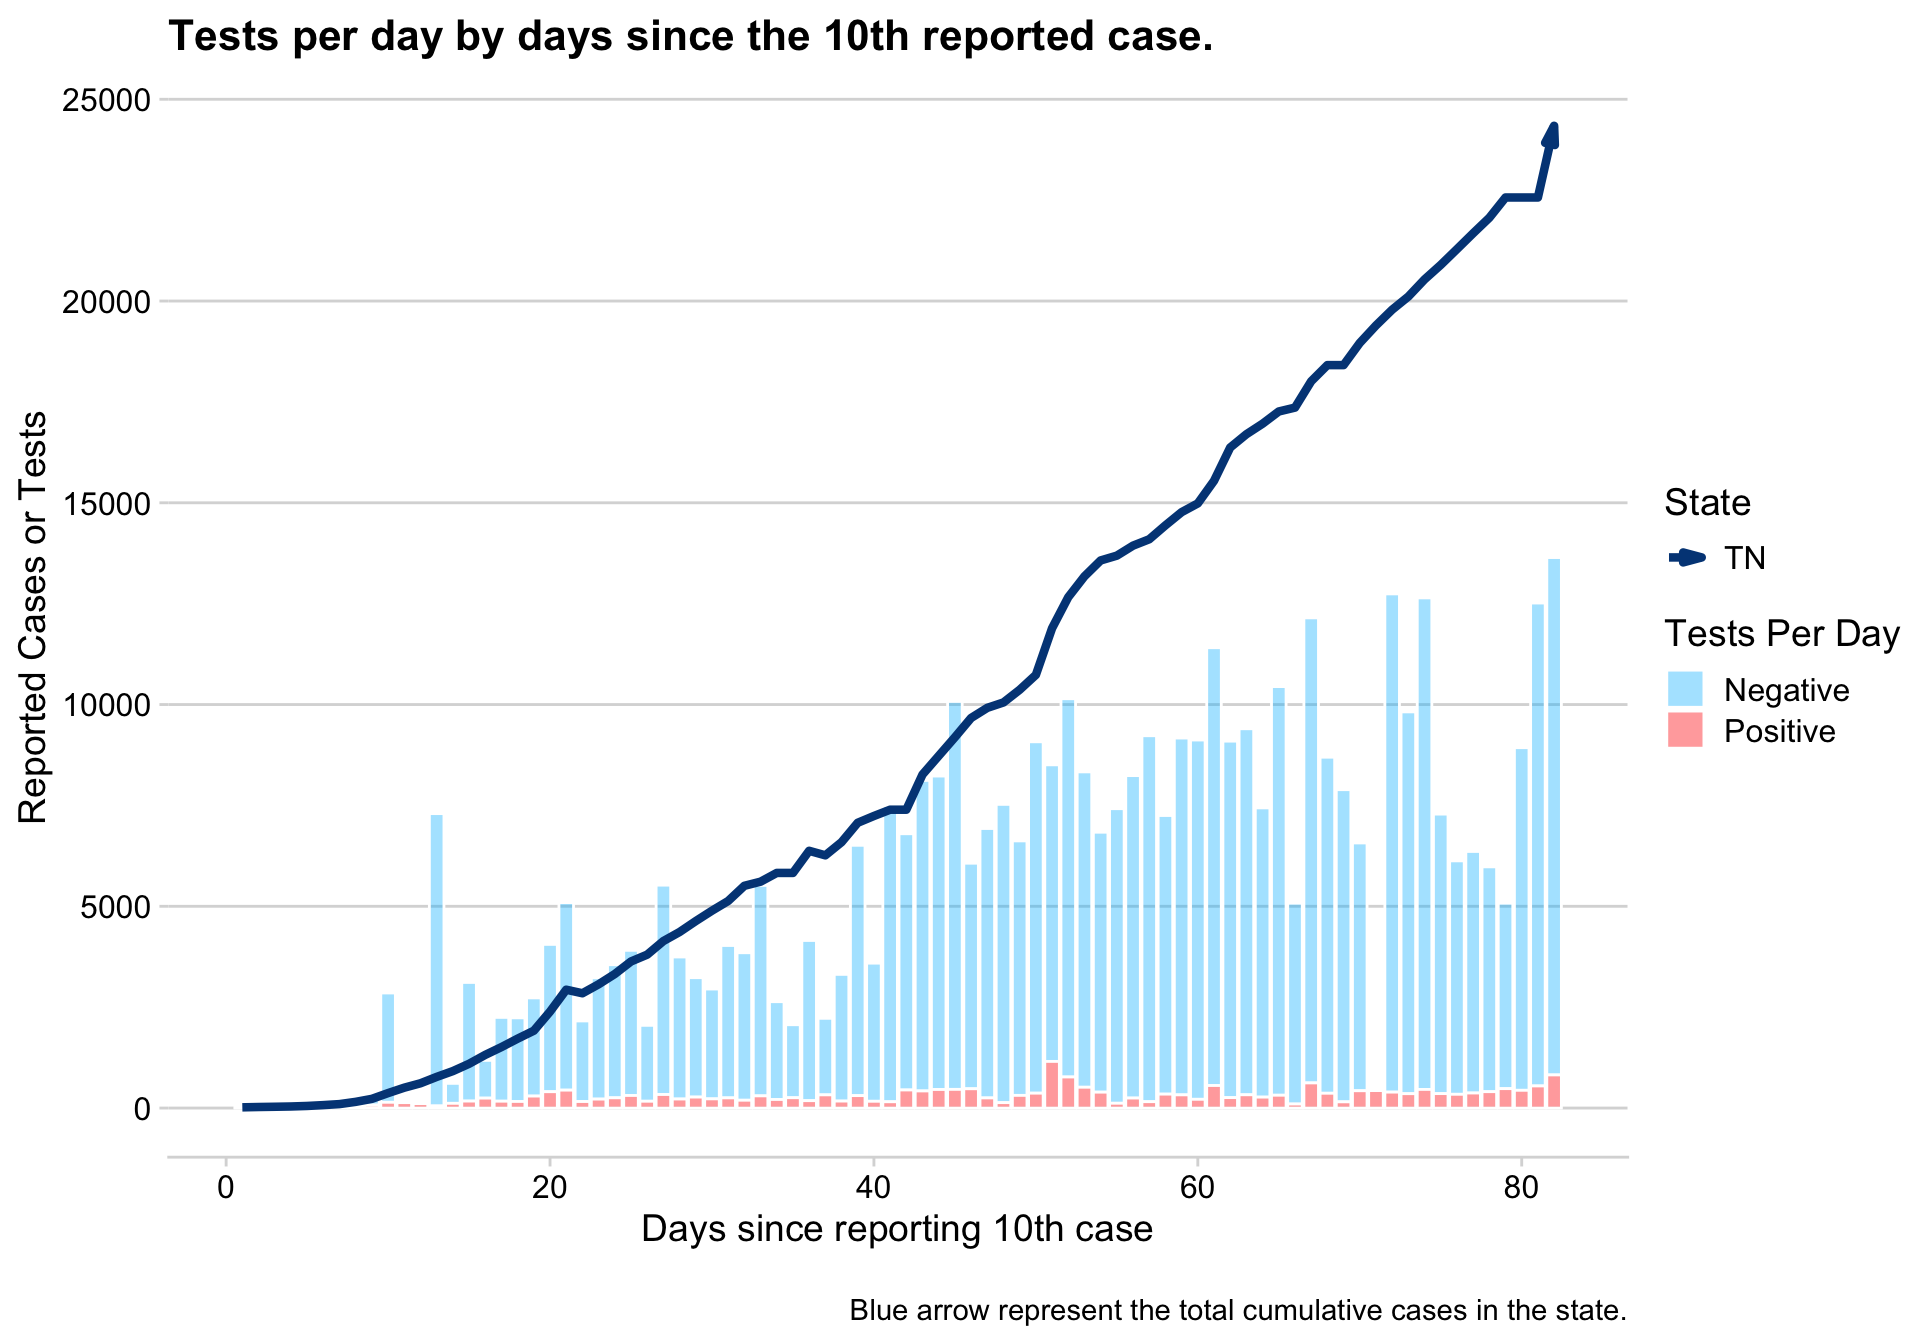 Tests per day by days since the 10th reported case.
25000
20000
15000
10000
5000
0
Reported Cases or Tests
0 20 40 60 80
Days since reporting 10th case
State
TN
Tests Per Day
Negative
Positive
Blue arrow represent the total cumulative cases in the state.